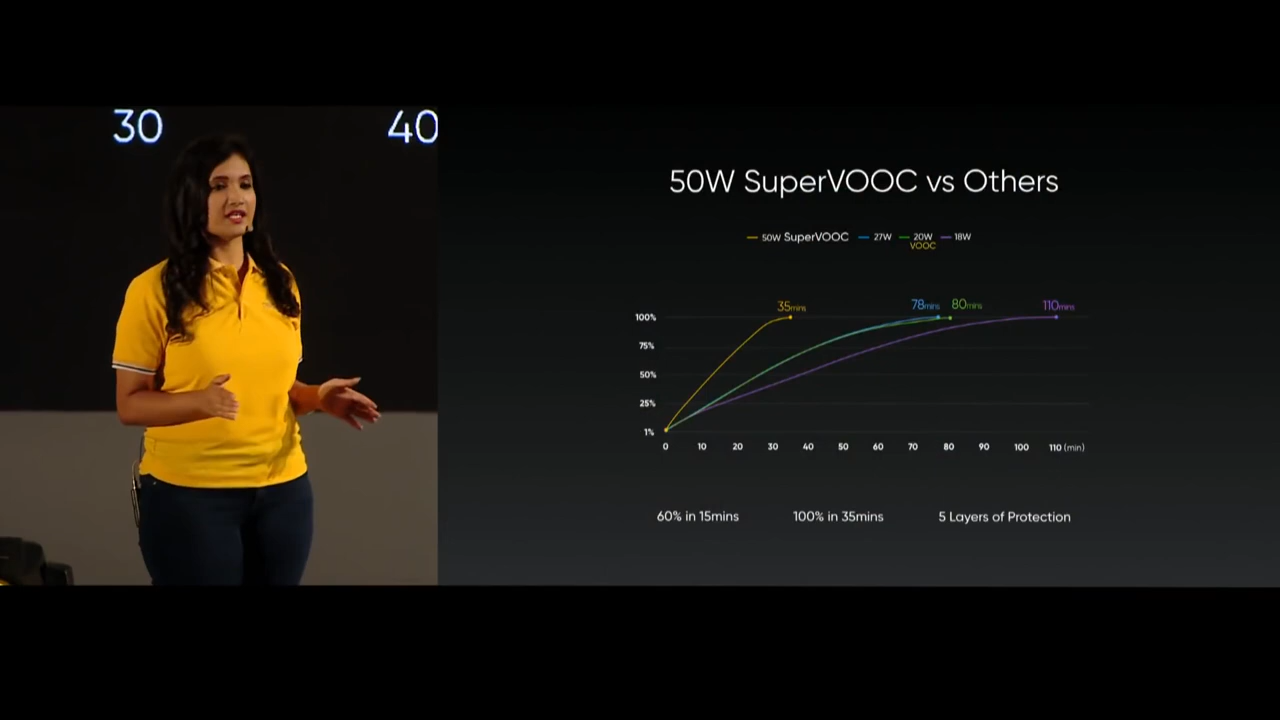 30 40
50W SuperVOOC vs Others
50W SuperVOOC 27W 20W 18W
VOOC
35mins 78mins 80mins 110mins
100%
75%
50%
25%
1%
0 10 20 30 40 50 60 70 80 90 100 110 (min)
60% in 15mins 100% in 35mins 5 Layers of Protection